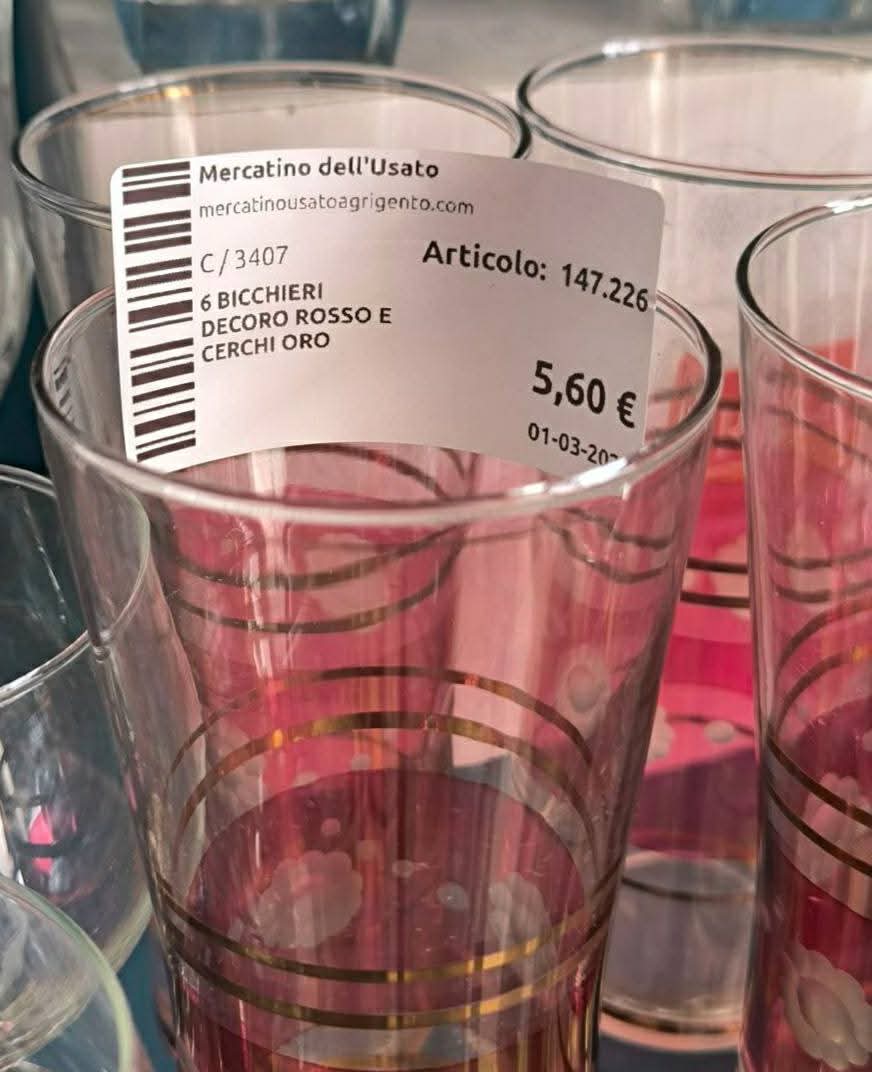 Mercatino dell'Usato
mercatinousatoagrigento.com
C/3407
Articolo: 147.226
6 BICCHIERI
DECORO ROSSO E
CERCHI ORO
5,60 €